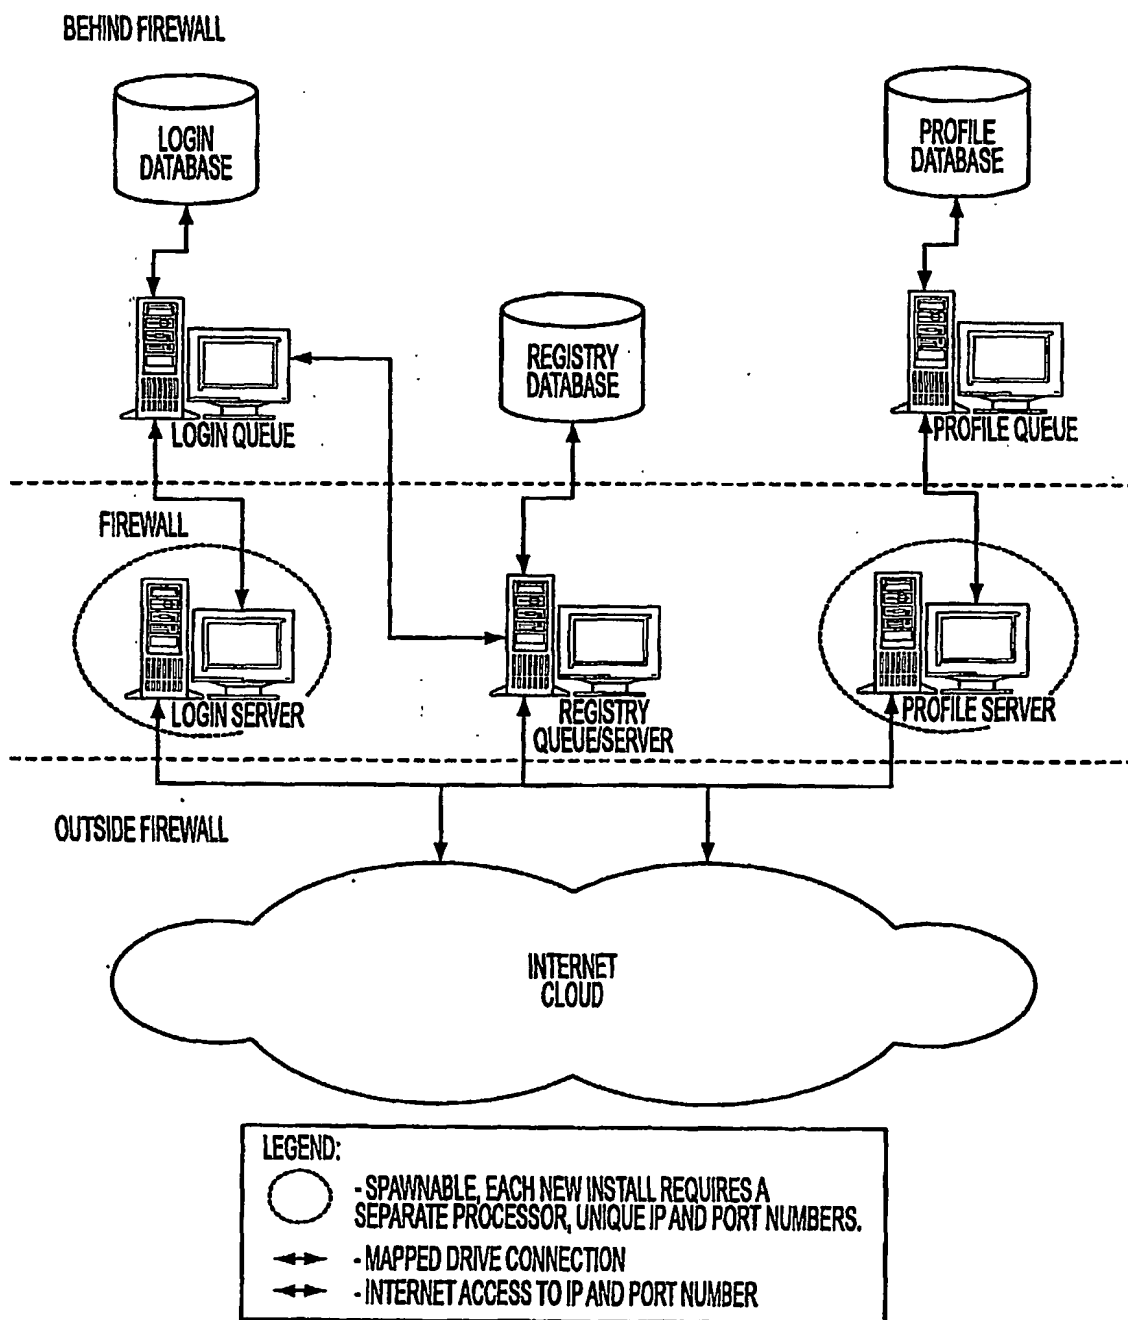 BEHIND FIREWALL
LOGIN
DATABASE
PROFILE
DATABASE
REGISTRY
DATABASE
LOGIN QUEUE
PROFILE QUEUE
FIREWALL
LOGIN SERVER
REGISTRY
QUEUE/SERVER
PROFILE SERVER
OUTSIDE FIREWALL
INTERNET
CLOUD
LEGEND:
- SPAWNABLE, EACH NEW INSTALL REQUIRES A
SEPARATE PROCESSOR, UNIQUE IP AND PORT NUMBERS.
- MAPPED DRIVE CONNECTION
- INTERNET ACCESS TO IP AND PORT NUMBER